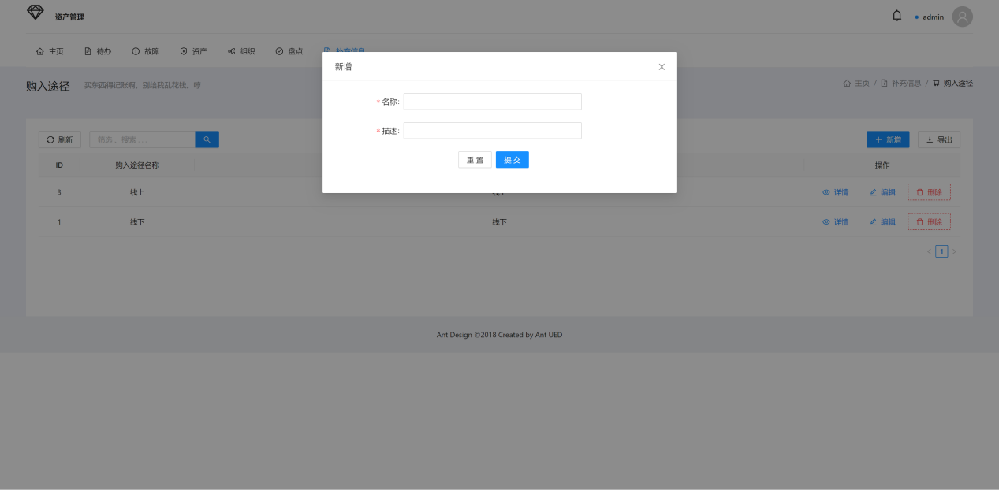 资产管理
admin
主页 待办 故障 资产 组织 盘点 补充信息
新增
购入途径 买东西得记账啊，别给我乱花钱。哼
主页 / 补充信息 / 购入途径
* 名称:
* 描述:
重 置 提 交
刷新 筛选 、搜索 . . . 新增 导出
ID 购入途径名称 操作
3 线上 线上 详情 编辑 删除
1 线下 线下 详情 编辑 删除
1
Ant Design ©2018 Created by Ant UED